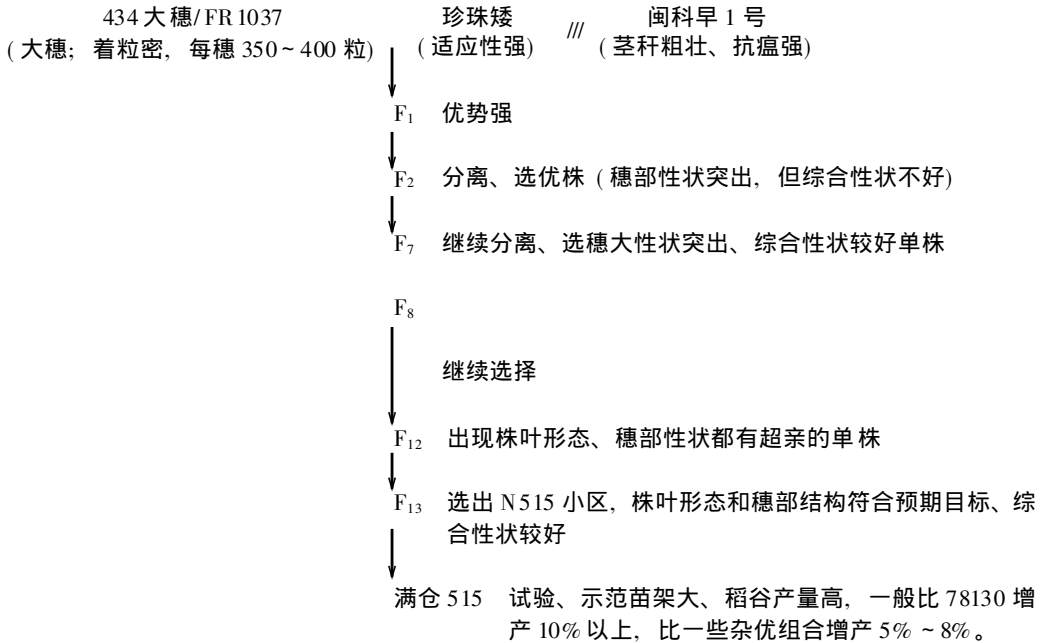 434 大穗/ FR 1037 珍珠矮 /// 闽科早 1 号
( 大穗；着粒密，每穗 350 ~ 400 粒) ( 适应性强) ( 茎秆粗壮、抗瘟强)
F₁ 优势强
F₂ 分离、选优株 ( 穗部性状突出，但综合性状不好)
F₇ 继续分离、选穗大性状突出、综合性状较好单株
F₈
继续选择
F₁₂ 出现株叶形态、穗部性状都有超亲的单株
F₁₃ 选出 N 515 小区，株叶形态和穗部结构符合预期目标、综
合性状较好
满仓 515 试验、示范苗架大、稻谷产量高，一般比 78130 增
产 10% 以上，比一些杂优组合增产 5% ~ 8% 。